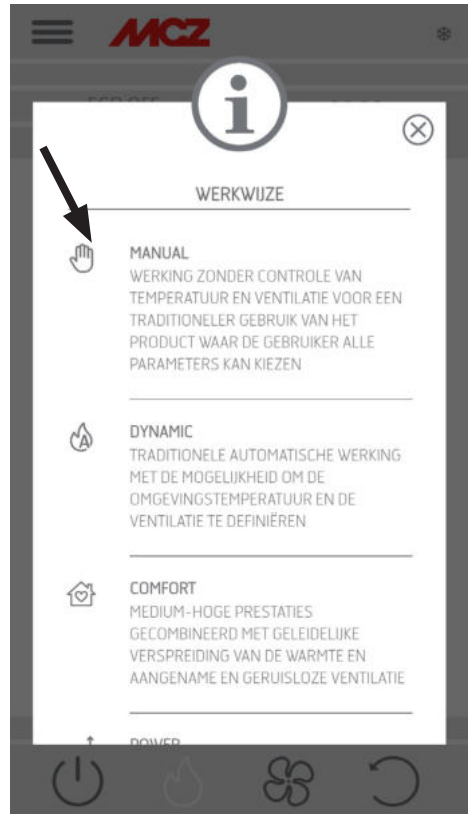 MCZ
WERKWIJZE
MANUAL
WERKING ZONDER CONTROLE VAN
TEMPERATUUR EN VENTILATIE VOOR EEN
TRADITIONELER GEBRUIK VAN HET
PRODUCT WAAR DE GEBRUIKER ALLE
PARAMETERS KAN KIEZEN
DYNAMIC
TRADITIONELE AUTOMATISCHE WERKING
MET DE MOGELIJKHEID OM DE
OMGEVINGSTEMPERATUUR EN DE
VENTILATIE TE DEFINIËREN
COMFORT
MEDIUM-HOGE PRESTATIES
GECOMBINEERD MET GELEIDELIJKE
VERSPREIDING VAN DE WARMTE EN
AANGENAME EN GERUISLOZE VENTILATIE
POWER